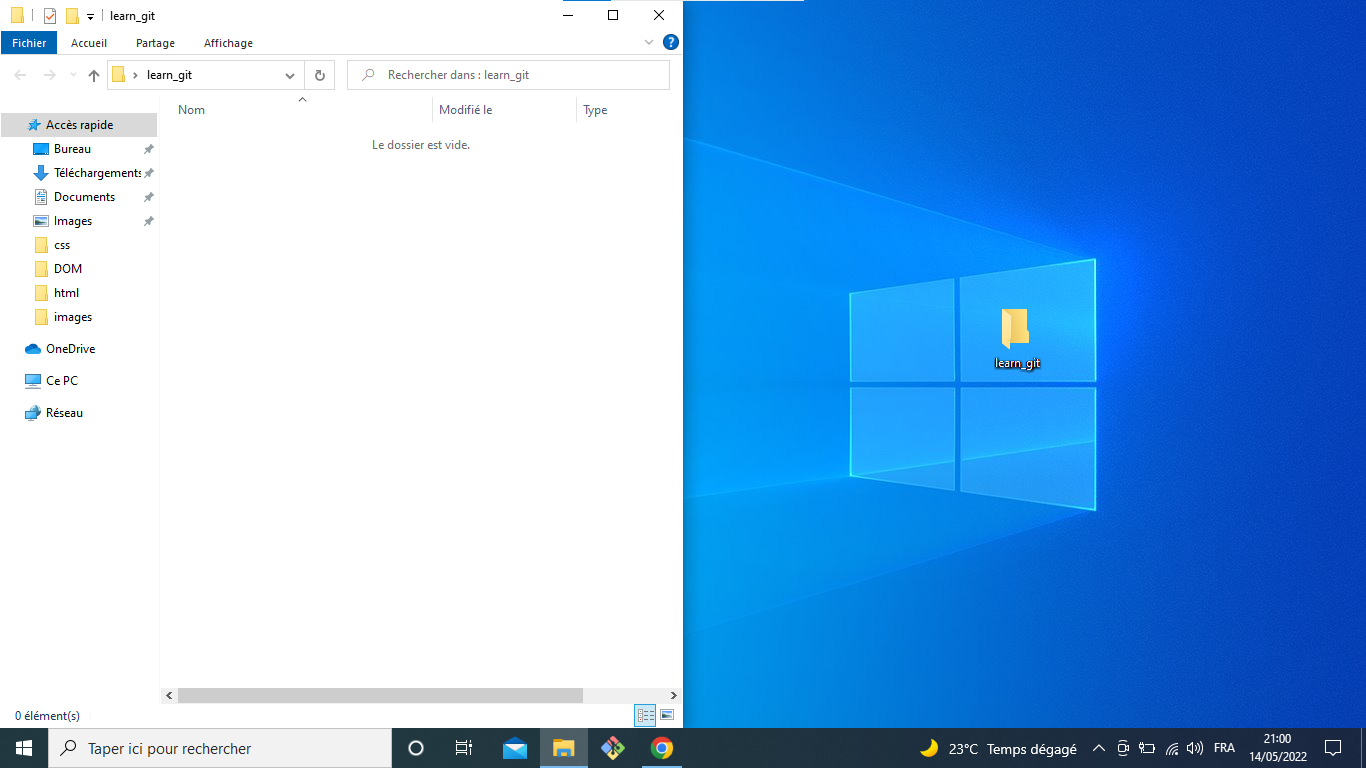 learn_git
Fichier Accueil Partage Affichage
learn_git
Rechercher dans : learn_git
Nom Modifié le Type
Le dossier est vide.
Accès rapide
Bureau
Téléchargements
Documents
Images
css
DOM
html
images
OneDrive
Ce PC
Réseau
0 élément(s)
learn_git
Taper ici pour rechercher
23°C Temps dégagé
FRA
21:00
14/05/2022